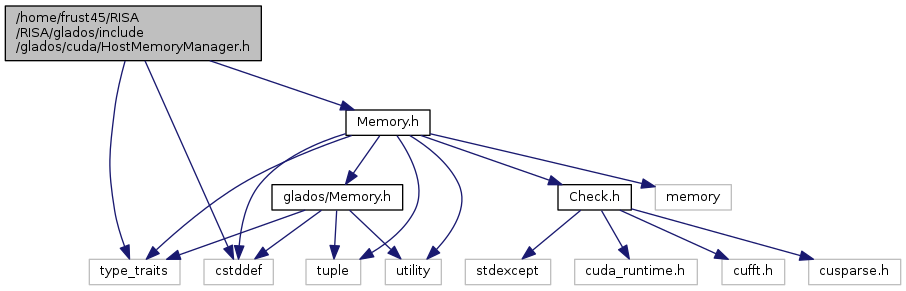 /home/frust45/RISA
/RISA/glados/include
/glados/cuda/HostMemoryManager.h
Memory.h
glados/Memory.h
Check.h
memory
type_traits
cstddef
tuple
utility
stdexcept
cuda_runtime.h
cufft.h
cusparse.h